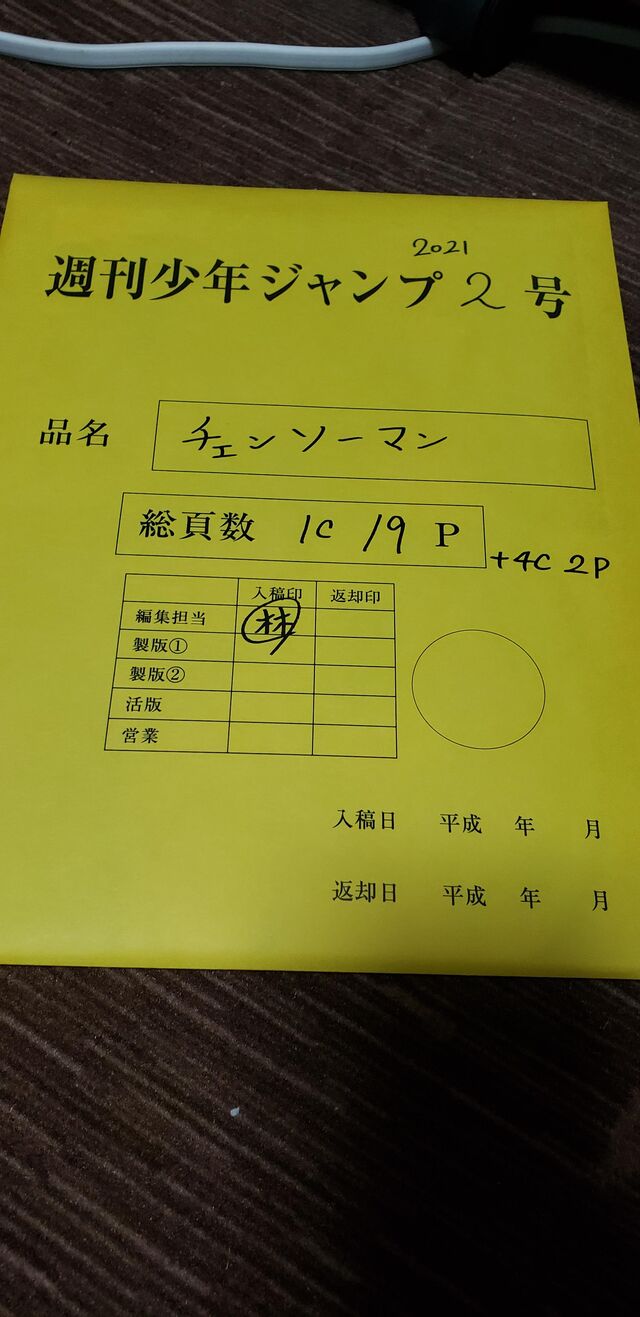 2021
週刊少年ジャンプ2号
品名 チェンソーマン
総頁数 1C 19 P +4C 2P
入稿印 返却印
編集担当 林
製版①
製版②
活版
営業
入稿日 平成 年 月
返却日 平成 年 月